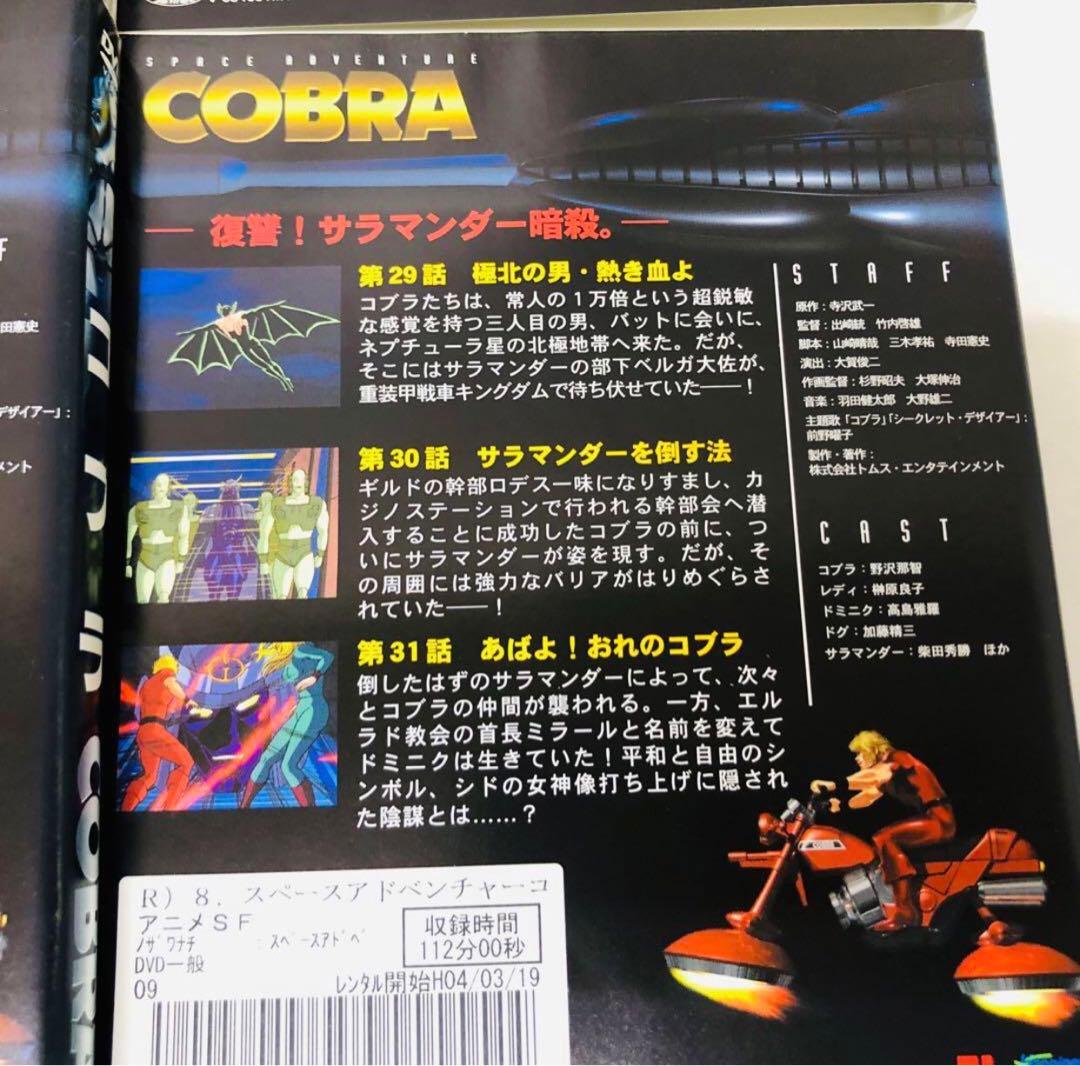 SPACE ADVENTURE
COBRA
― 復讐！サラマンダー暗殺。―
第29話 極北の男・熱き血よ
コブラたちは、常人の1万倍という超鋭敏
な感覚を持つ三人目の男、バットに会いに、
ネプチューラ星の北極地帯へ来た。だが、
そこにはサラマンダーの部下ベルガ大佐が、
重装甲戦車キングダムで待ち伏せていた――！
第30話 サラマンダーを倒す法
ギルドの幹部ロデス一味になりすまし、カ
ジノステーションで行われる幹部会へ潜
入することに成功したコブラの前に、つ
いにサラマンダーが姿を現す。だが、そ
の周囲には強力なバリアがはりめぐらさ
れていた――！
第31話 あばよ！おれのコブラ
倒したはずのサラマンダーによって、次々
とコブラの仲間が襲われる。一方、エル
ラド教会の首長ミラールと名前を変えて
ドミニクは生きていた！平和と自由のシ
ンボル、シドの女神像打ち上げに隠され
た陰謀とは……？
STAFF
原作：寺沢武一
監督：出崎統 竹内啓雄
脚本：山崎晴哉 三木孝祐 寺田憲史
演出：大賀俊二
作画監督：杉野昭夫 大塚伸治
音楽：羽田健太郎 大野雄二
主題歌「コブラ」「シークレット・デザイアー」：
前野曜子
製作・著作：
株式会社トムス・エンタテインメント
CAST
コブラ：野沢那智
レディ：榊原良子
ドミニク：高島雅羅
ドグ：加藤精三
サラマンダー：柴田秀勝 ほか
田憲史
デザイアー」：
メント
COBRA
R）8．スペースアドベンチャーコ
アニメSF
ﾉｻﾞﾜﾅﾁ ：ｽﾍﾟｰｽｱﾄﾞﾍﾞ
DVD一般
09
収録時間
112分00秒
レンタル開始H04/03/19